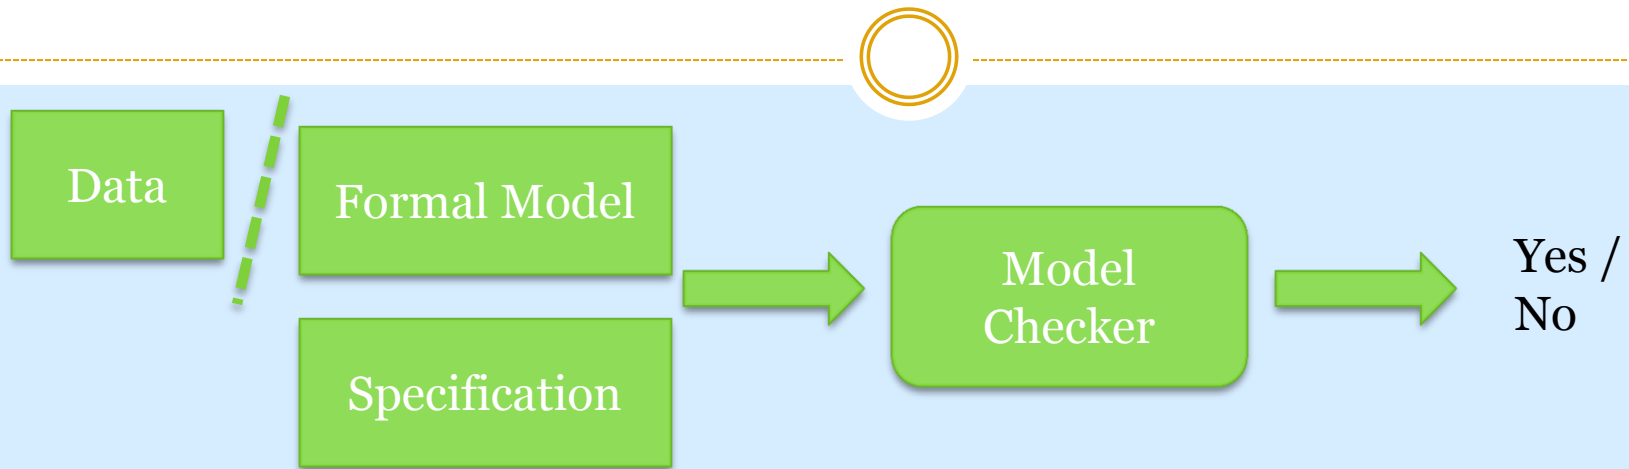 Data
Formal Model
Specification
Model
Checker
Yes /
No